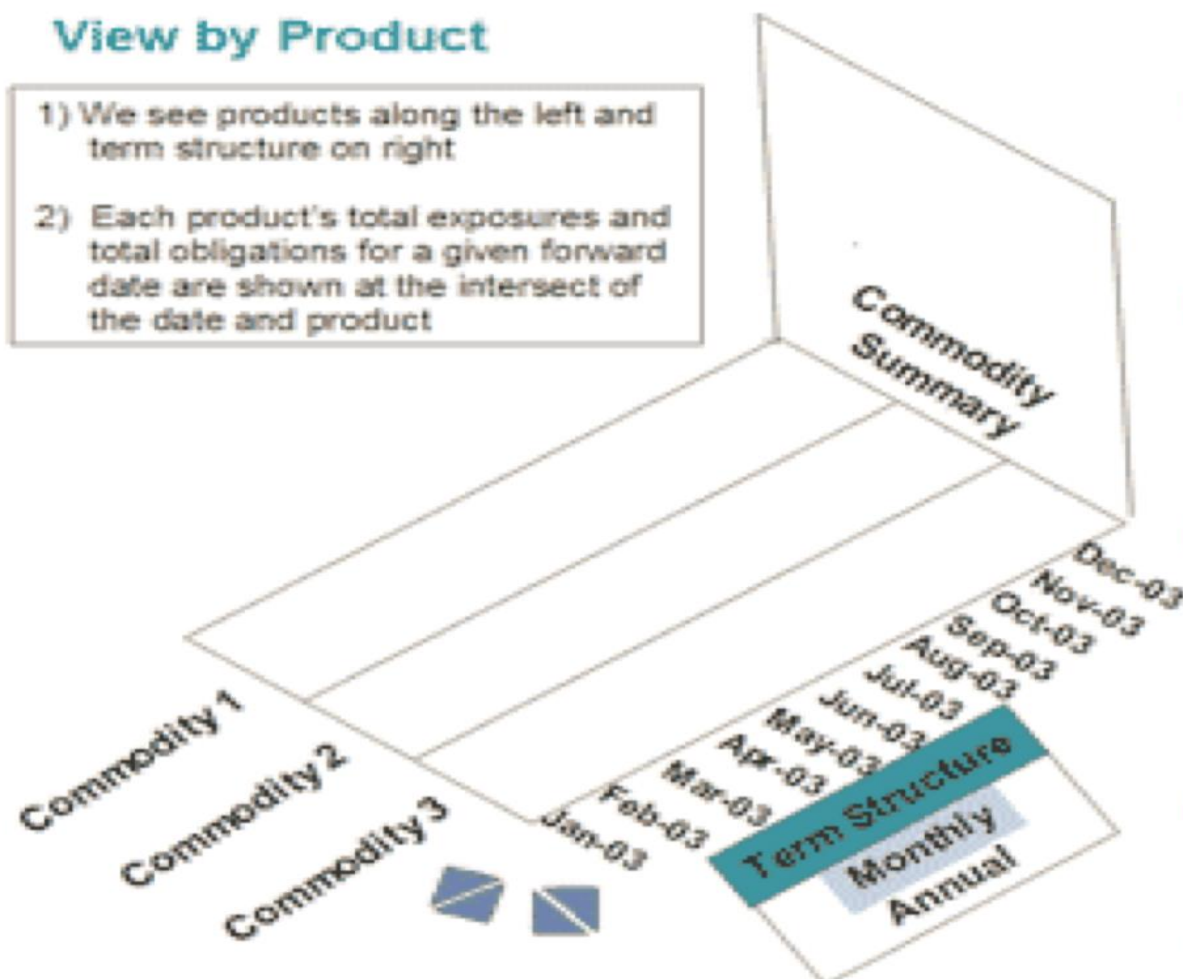 View by Product
1) We see products along the left and
term structure on right
2) Each product's total exposures and
total obligations for a given forward
date are shown at the intersect of
the date and product
Commodity
Summary
Commodity 1
Commodity 2
Commodity 3
Jan-03
Feb-03
Mar-03
Apr-03
May-03
Jun-03
Jul-03
Aug-03
Sep-03
Oct-03
Nov-03
Dec-03
Term Structure
Monthly
Annual